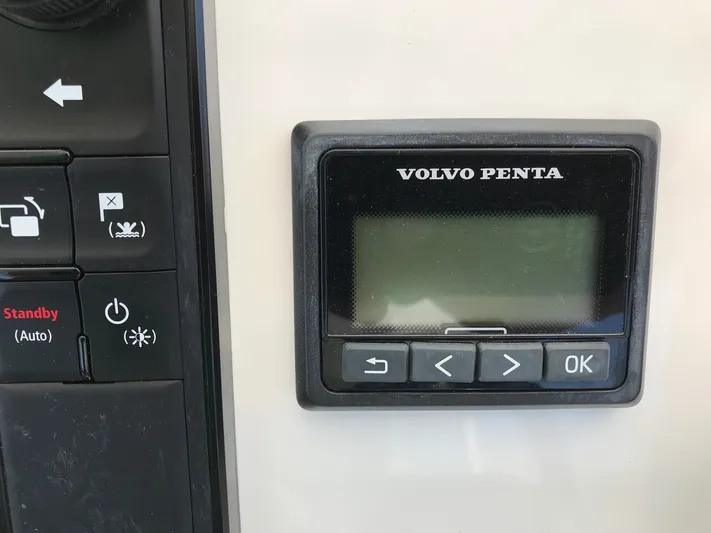 VOLVO PENTA
Standby
(Auto)
OK